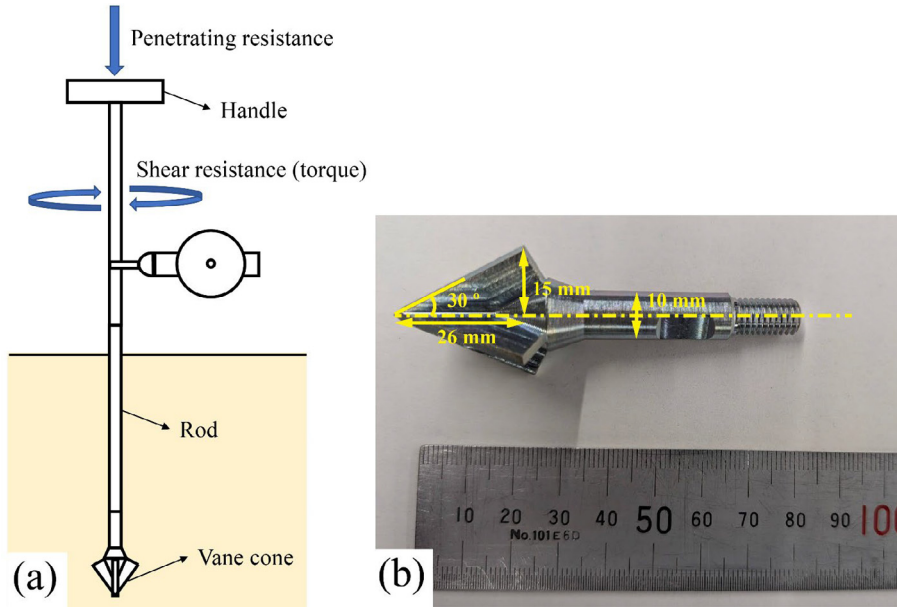 Penetrating resistance
Handle
Shear resistance (torque)
Rod
Vane cone
(a)
15 mm
10 mm
30 °
26 mm
10 20 30 40 50 60 70 80 90 100
No.101E6D
(b)